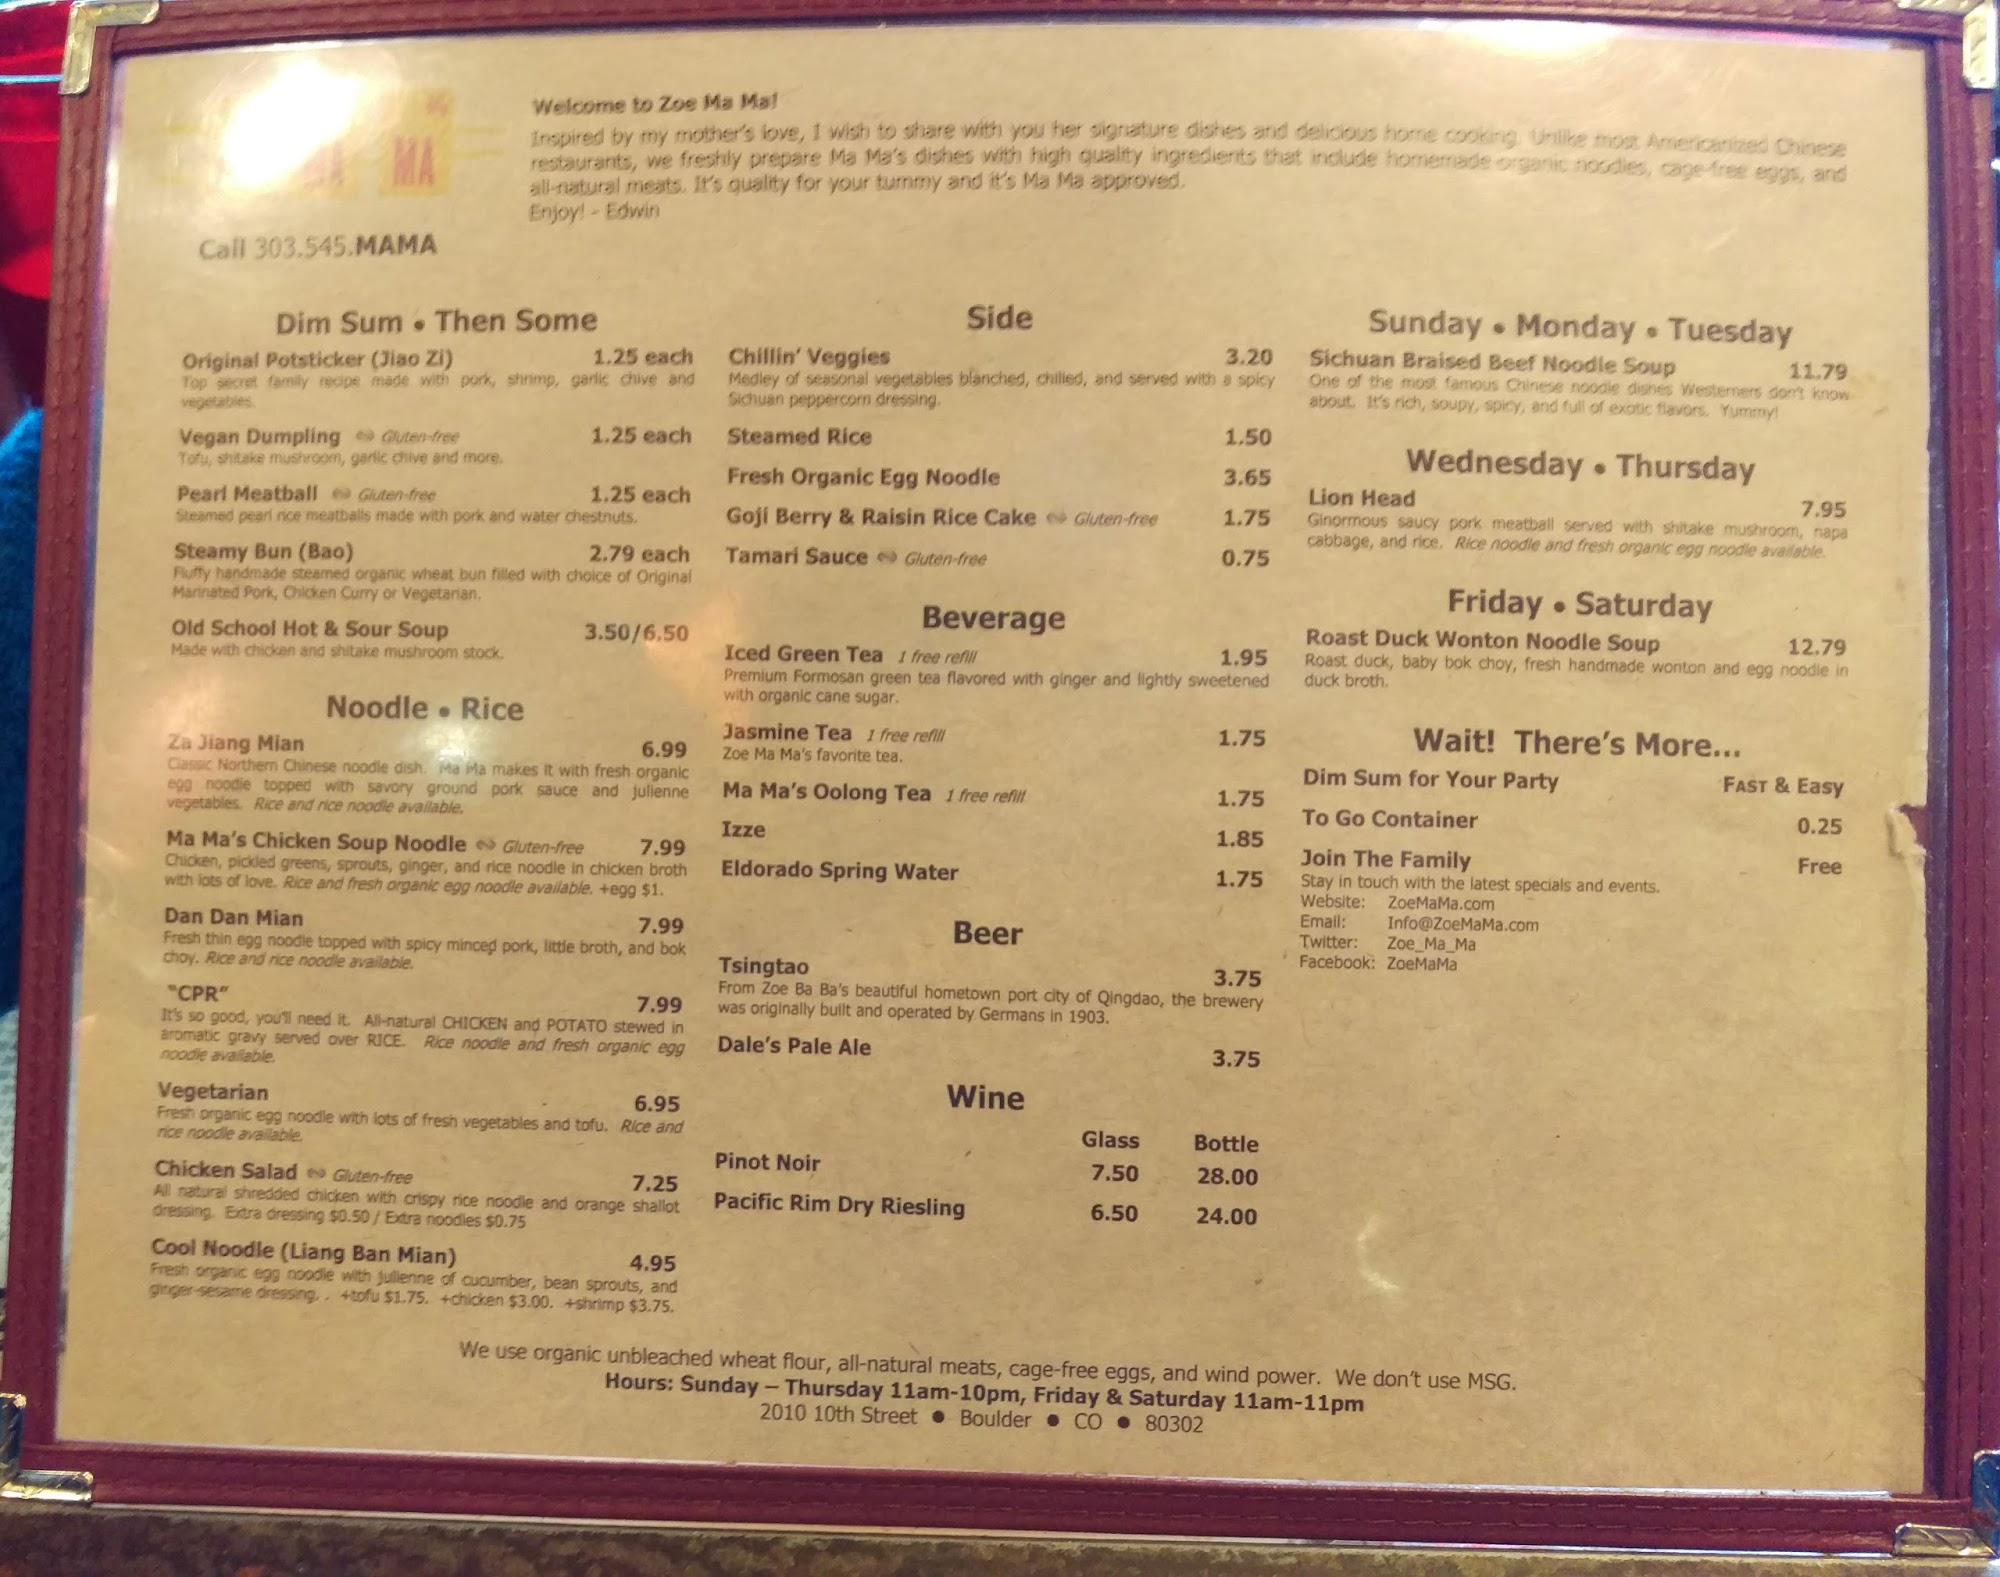 MA MA
Call 303.545.MAMA
Welcome to Zoe Ma Ma!
Inspired by my mother's love, I wish to share with you her signature dishes and delicious home cooking. Unlike most Americanized Chinese
restaurants, we freshly prepare Ma Ma's dishes with high quality ingredients that include homemade organic noodles, cage-free eggs, and
all-natural meats. It's quality for your tummy and it's Ma Ma approved.
Enjoy! - Edwin
Dim Sum • Then Some
Original Potsticker (Jiao Zi) 1.25 each
Top secret family recipe made with pork, shrimp, garlic chive and
vegetables.
Vegan Dumpling Gluten-free 1.25 each
Tofu, shitake mushroom, garlic chive and more.
Pearl Meatball Gluten-free 1.25 each
Steamed pearl rice meatballs made with pork and water chestnuts.
Steamy Bun (Bao) 2.79 each
Fluffy handmade steamed organic wheat bun filled with choice of Original
Marinated Pork, Chicken Curry or Vegetarian.
Old School Hot & Sour Soup 3.50/6.50
Made with chicken and shitake mushroom stock.
Noodle • Rice
Za Jiang Mian 6.99
Classic Northern Chinese noodle dish. Ma Ma makes it with fresh organic
egg noodle topped with savory ground pork sauce and julienne
vegetables. Rice and rice noodle available.
Ma Ma's Chicken Soup Noodle Gluten-free 7.99
Chicken, pickled greens, sprouts, ginger, and rice noodle in chicken broth
with lots of love. Rice and fresh organic egg noodle available. +egg $1.
Dan Dan Mian 7.99
Fresh thin egg noodle topped with spicy minced pork, little broth, and bok
choy. Rice and rice noodle available.
"CPR" 7.99
It's so good, you'll need it. All-natural CHICKEN and POTATO stewed in
aromatic gravy served over RICE. Rice noodle and fresh organic egg
noodle available.
Vegetarian 6.95
Fresh organic egg noodle with lots of fresh vegetables and tofu. Rice and
rice noodle available.
Chicken Salad Gluten-free 7.25
All natural shredded chicken with crispy rice noodle and orange shallot
dressing. Extra dressing $0.50 / Extra noodles $0.75
Cool Noodle (Liang Ban Mian) 4.95
Fresh organic egg noodle with julienne of cucumber, bean sprouts, and
ginger-sesame dressing. . +tofu $1.75. +chicken $3.00. +shrimp $3.75.
Side
Chillin' Veggies 3.20
Medley of seasonal vegetables blanched, chilled, and served with a spicy
Sichuan peppercorn dressing.
Steamed Rice 1.50
Fresh Organic Egg Noodle 3.65
Goji Berry & Raisin Rice Cake Gluten-free 1.75
Tamari Sauce Gluten-free 0.75
Beverage
Iced Green Tea 1 free refill 1.95
Premium Formosan green tea flavored with ginger and lightly sweetened
with organic cane sugar.
Jasmine Tea 1 free refill 1.75
Zoe Ma Ma's favorite tea.
Ma Ma's Oolong Tea 1 free refill 1.75
Izze 1.85
Eldorado Spring Water 1.75
Beer
Tsingtao 3.75
From Zoe Ba Ba's beautiful hometown port city of Qingdao, the brewery
was originally built and operated by Germans in 1903.
Dale's Pale Ale 3.75
Wine
Glass Bottle
Pinot Noir 7.50 28.00
Pacific Rim Dry Riesling 6.50 24.00
Sunday • Monday • Tuesday
Sichuan Braised Beef Noodle Soup 11.79
One of the most famous Chinese noodle dishes Westerners don't know
about. It's rich, soupy, spicy, and full of exotic flavors. Yummy!
Wednesday • Thursday
Lion Head 7.95
Ginormous saucy pork meatball served with shitake mushroom, napa
cabbage, and rice. Rice noodle and fresh organic egg noodle available.
Friday • Saturday
Roast Duck Wonton Noodle Soup 12.79
Roast duck, baby bok choy, fresh handmade wonton and egg noodle in
duck broth.
Wait! There's More...
Dim Sum for Your Party FAST & Easy
To Go Container 0.25
Join The Family Free
Stay in touch with the latest specials and events.
Website: ZoeMaMa.com
Email: Info@ZoeMaMa.com
Twitter: Zoe_Ma_Ma
Facebook: ZoeMaMa
We use organic unbleached wheat flour, all-natural meats, cage-free eggs, and wind power. We don't use MSG.
Hours: Sunday – Thursday 11am-10pm, Friday & Saturday 11am-11pm
2010 10th Street • Boulder • CO • 80302